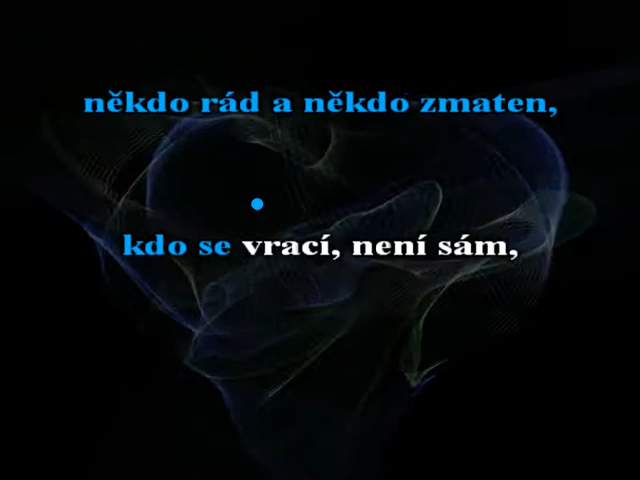 někdo rád a někdo zmaten,
kdo se vrací, není sám,